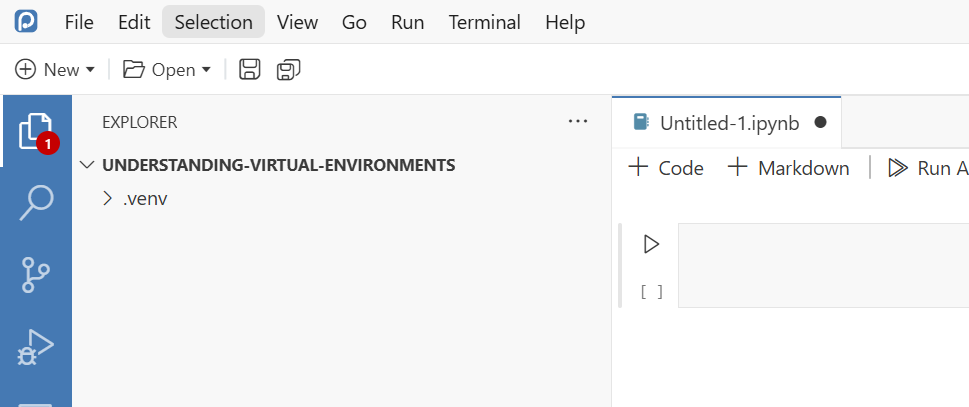 File Edit Selection View Go Run Terminal Help
New Open
EXPLORER ...
Untitled-1.ipynb
1
UNDERSTANDING-VIRTUAL-ENVIRONMENTS
+ Code + Markdown Run A
.venv
[ ]